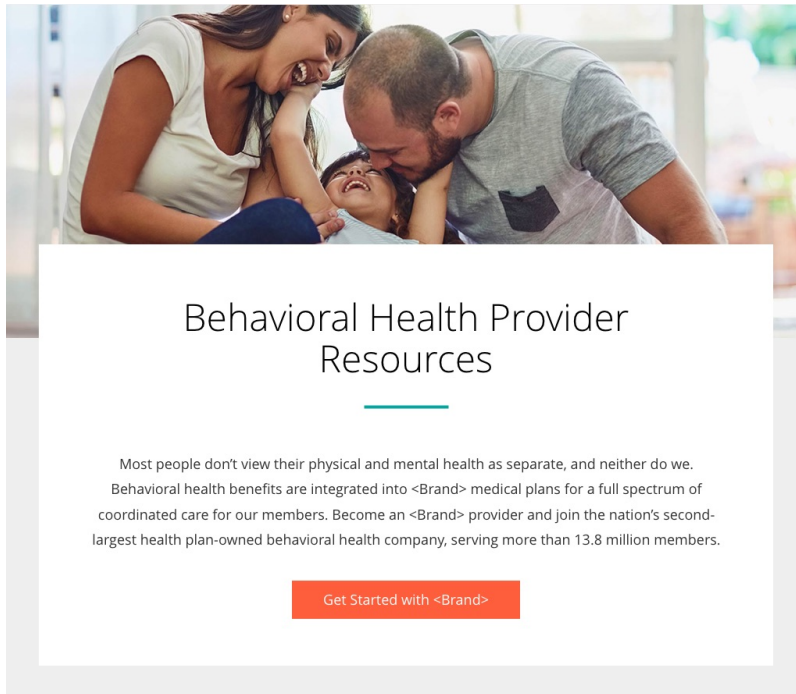 Behavioral Health Provider
Resources
Most people don’t view their physical and mental health as separate, and neither do we.
Behavioral health benefits are integrated into <Brand> medical plans for a full spectrum of
coordinated care for our members. Become an <Brand> provider and join the nation’s second-
largest health plan-owned behavioral health company, serving more than 13.8 million members.
Get Started with <Brand>